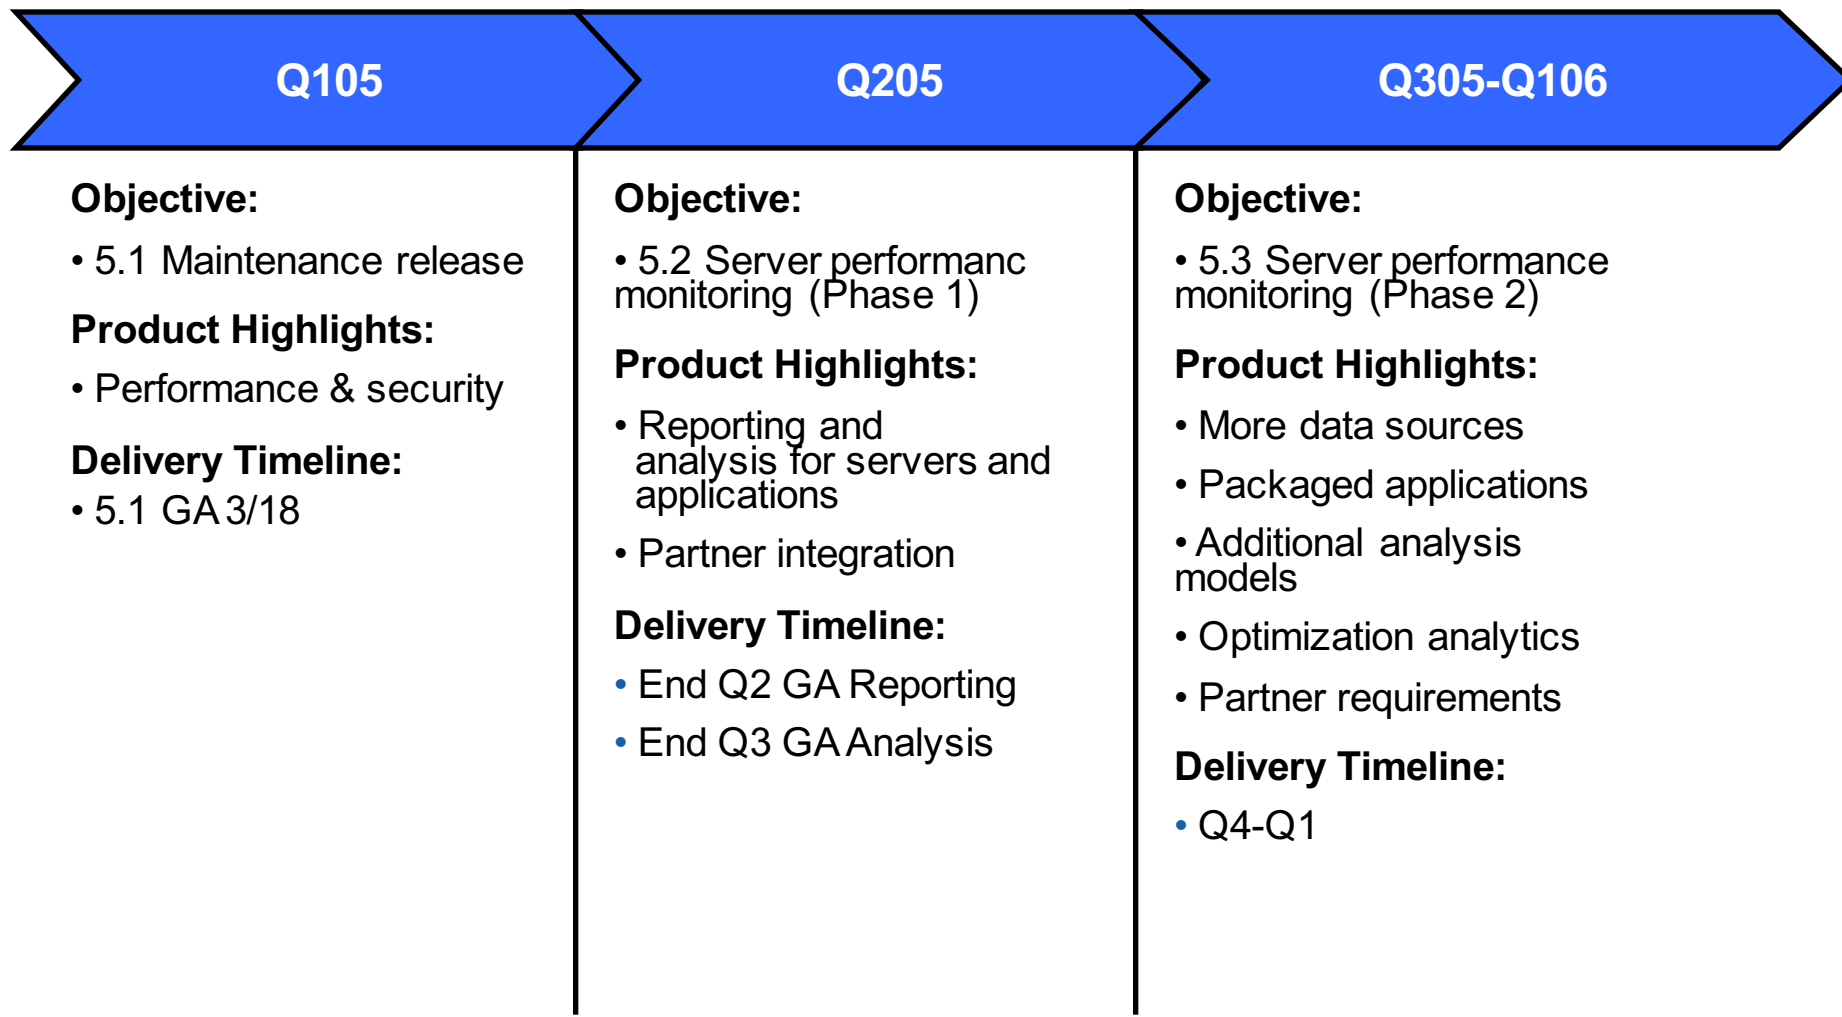 Q105
Q205
Q305-Q106
Objective:
• 5.1 Maintenance release
Product Highlights:
• Performance & security
Delivery Timeline:
• 5.1 GA 3/18
Objective:
• 5.2 Server performanc
monitoring (Phase 1)
Product Highlights:
• Reporting and
analysis for servers and
applications
• Partner integration
Delivery Timeline:
• End Q2 GA Reporting
• End Q3 GA Analysis
Objective:
• 5.3 Server performance
monitoring (Phase 2)
Product Highlights:
• More data sources
• Packaged applications
• Additional analysis
models
• Optimization analytics
• Partner requirements
Delivery Timeline:
• Q4-Q1